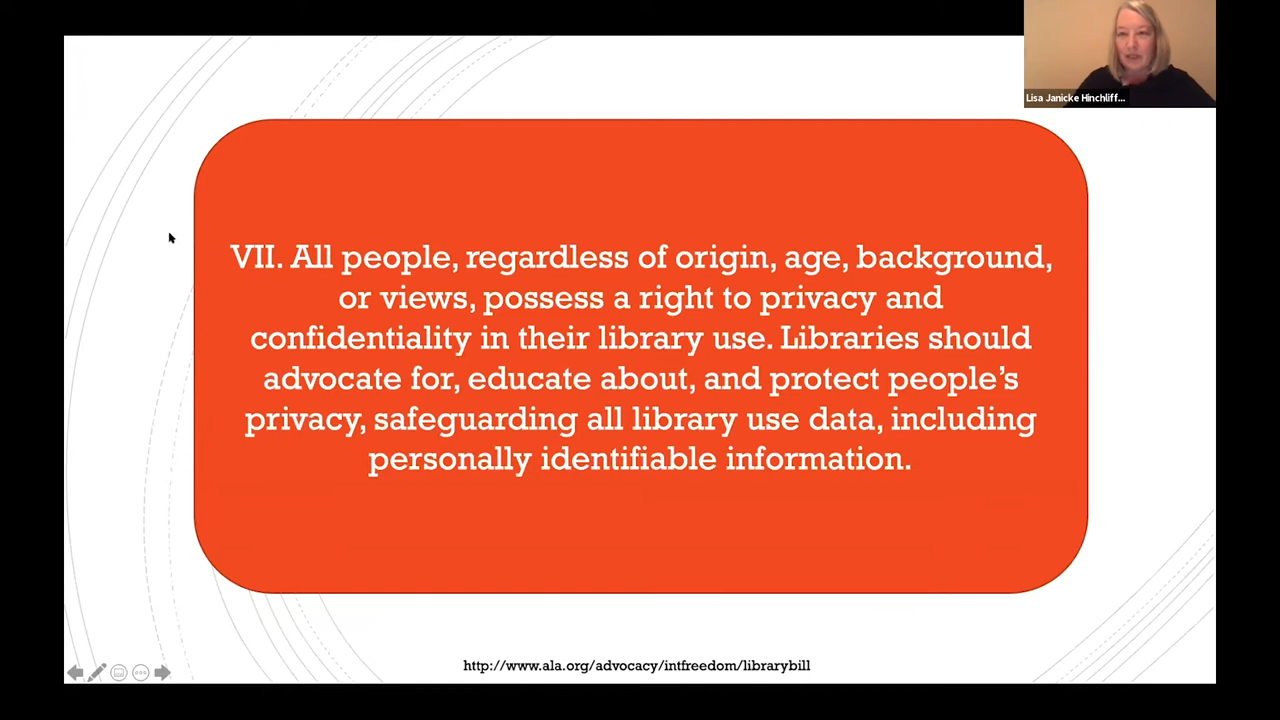 Lisa Janicke Hinchliff...
VII. All people, regardless of origin, age, background,
or views, possess a right to privacy and
confidentiality in their library use. Libraries should
advocate for, educate about, and protect people’s
privacy, safeguarding all library use data, including
personally identifiable information.
http://www.ala.org/advocacy/intfreedom/librarybill